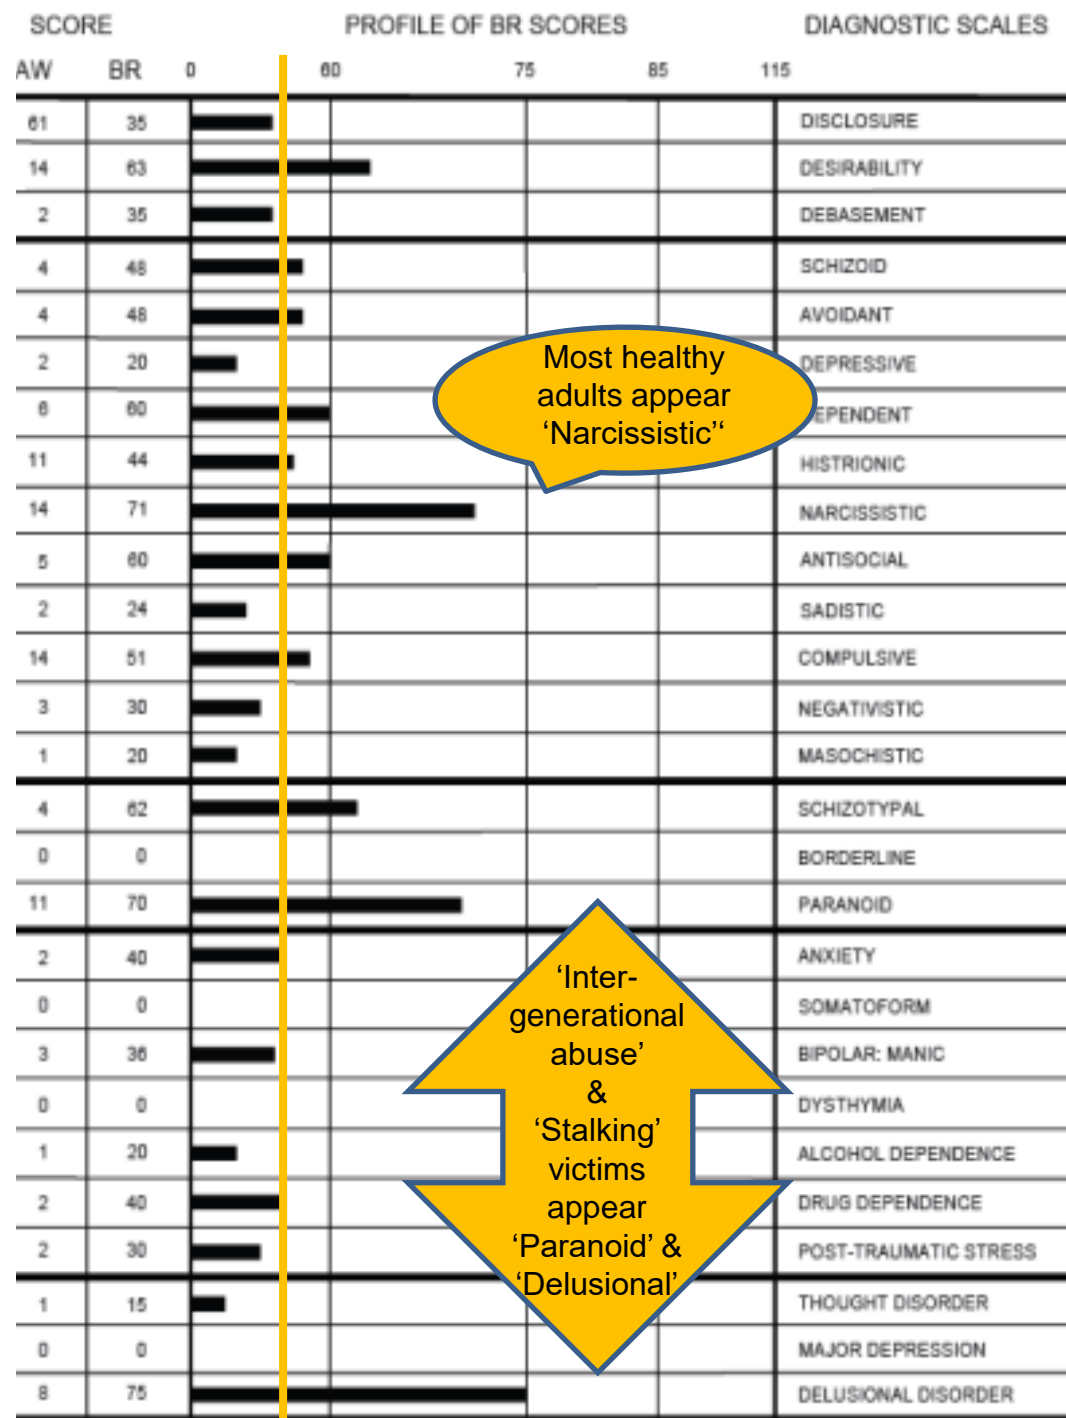 SCORE PROFILE OF BR SCORES DIAGNOSTIC SCALES
AW BR 0 60 75 85 115
61 35 DISCLOSURE
14 63 DESIRABILITY
2 35 DEBASEMENT
4 48 SCHIZOID
4 48 AVOIDANT
2 20 DEPRESSIVE
6 60 EPENDENT
11 44 HISTRIONIC
14 71 NARCISSISTIC
5 60 ANTISOCIAL
2 24 SADISTIC
14 51 COMPULSIVE
3 30 NEGATIVISTIC
1 20 MASOCHISTIC
4 62 SCHIZOTYPAL
0 0 BORDERLINE
11 70 PARANOID
2 40 ANXIETY
0 0 SOMATOFORM
3 36 BIPOLAR: MANIC
0 0 DYSTHYMIA
1 20 ALCOHOL DEPENDENCE
2 40 DRUG DEPENDENCE
2 30 POST-TRAUMATIC STRESS
1 15 THOUGHT DISORDER
0 0 MAJOR DEPRESSION
8 75 DELUSIONAL DISORDER
Most healthy
adults appear
‘Narcissistic’‘
‘Inter-
generational
abuse’
&
‘Stalking’
victims
appear
‘Paranoid’ &
‘Delusional’